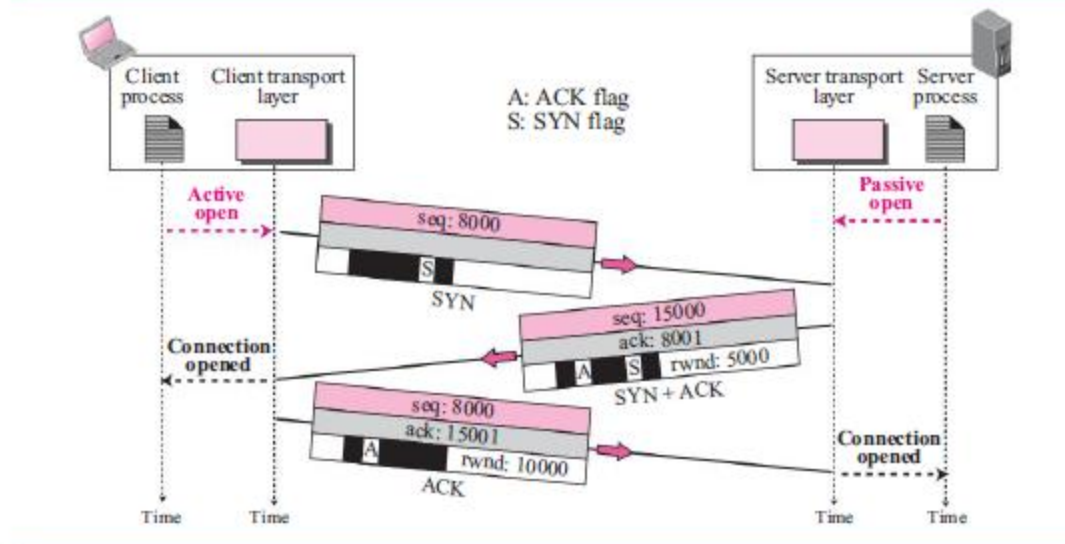 Client process
Client transport layer
A: ACK flag
S: SYN flag
Server transport layer
Server process
Active open
Passive open
seq: 8000
S
SYN
seq: 15000
ack: 8001
A S rwnd: 5000
SYN + ACK
Connection opened
seq: 8000
ack: 15001
A rwnd: 10000
ACK
Connection opened
Time
Time
Time
Time